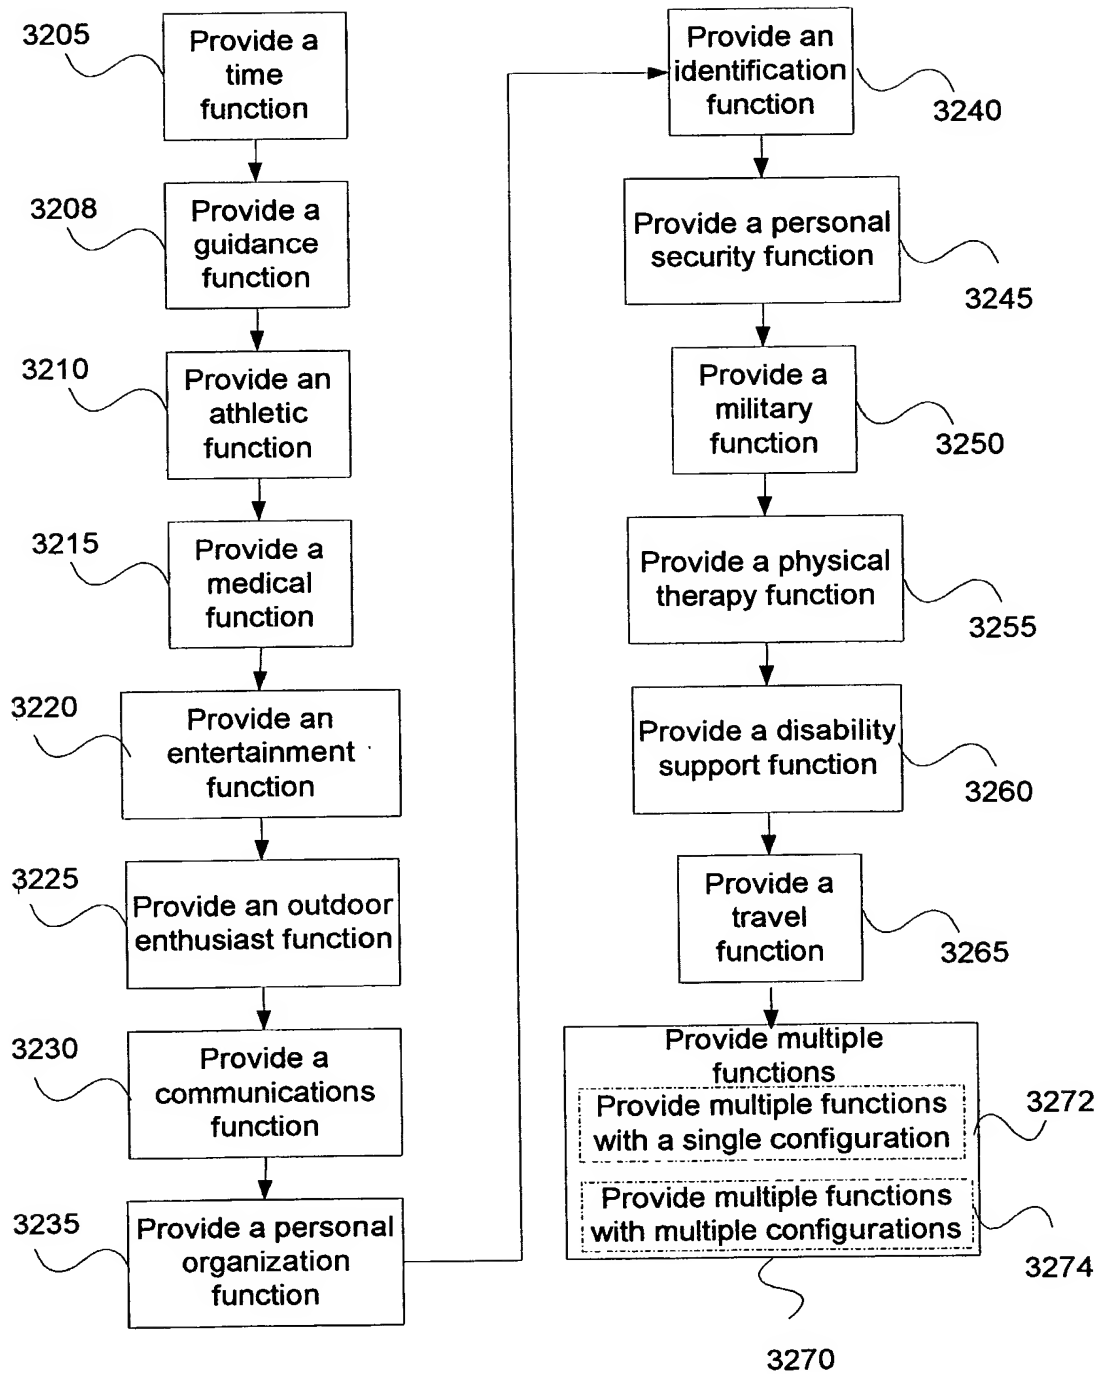 3205
Provide a
time
function
3208
Provide a
guidance
function
3210
Provide an
athletic
function
3215
Provide a
medical
function
3220
Provide an
entertainment
function
3225
Provide an outdoor
enthusiast function
3230
Provide a
communications
function
3235
Provide a personal
organization
function
Provide an
identification
function
3240
Provide a personal
security function
3245
Provide a
military
function
3250
Provide a physical
therapy function
3255
Provide a disability
support function
3260
Provide a
travel
function
3265
Provide multiple
functions
Provide multiple functions
with a single configuration
3272
Provide multiple functions
with multiple configurations
3274
3270